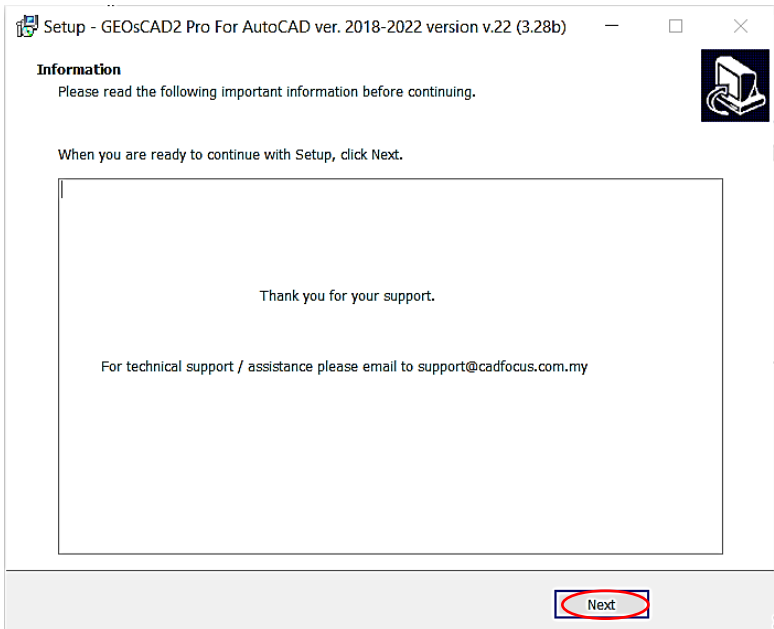 Setup - GEOsCAD2 Pro For AutoCAD ver. 2018-2022 version v.22 (3.28b)
Information
Please read the following important information before continuing.
When you are ready to continue with Setup, click Next.
Thank you for your support.
For technical support / assistance please email to support@cadfocus.com.my
Next